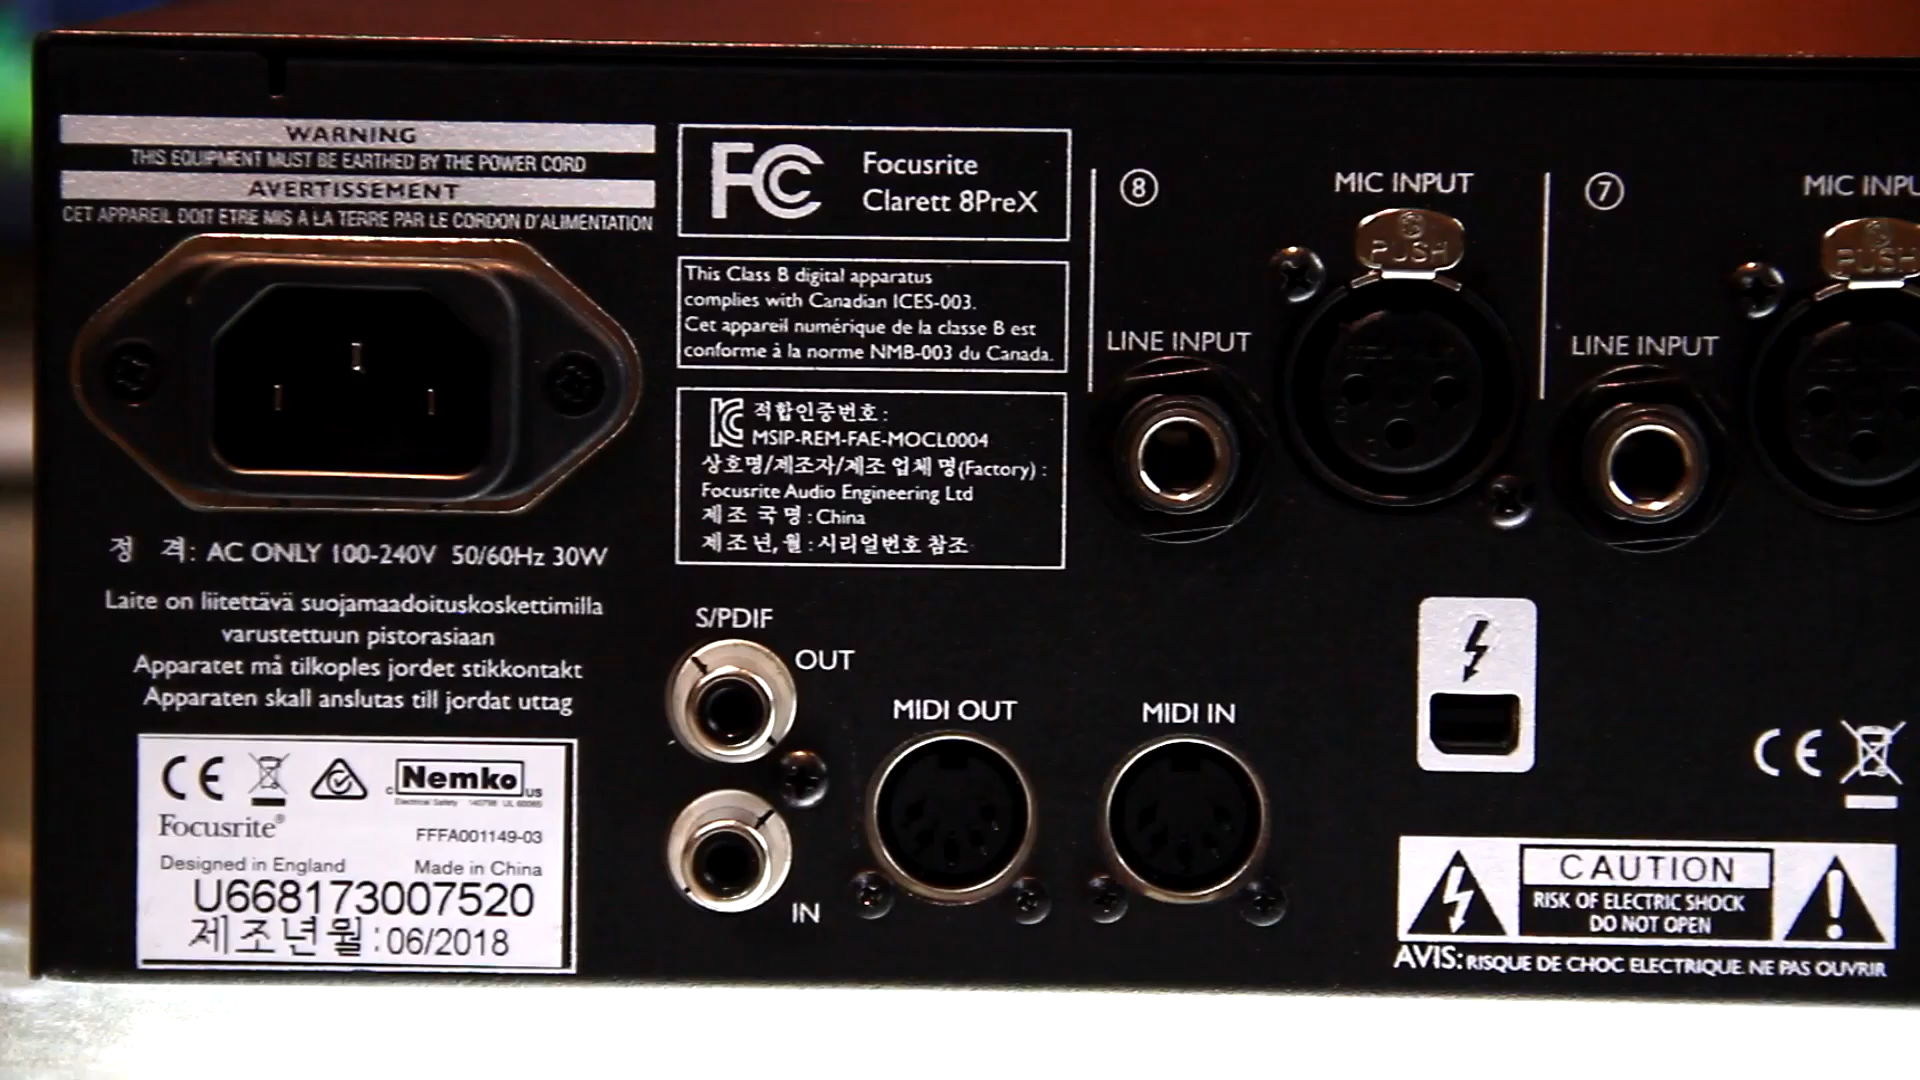 WARNING
THIS EQUIPMENT MUST BE EARTHED BY THE POWER CORD
AVERTISSEMENT
CET APPAREIL DOIT ETRE MIS A LA TERRE PAR LE CORDON D'ALIMENTATION
정 격: AC ONLY 100-240V 50/60Hz 30W
Laite on liitettävä suojamaadoituskoskettimilla
varustettuun pistorasiaan
Apparatet må tilkoples jordet stikkontakt
Apparaten skall anslutas till jordat uttag
CE
c Nemko us
Electrical Safety
Focusrite®
FFFA001149-03
Designed in England Made in China
U668173007520
제조년월:06/2018
FC
Focusrite
Clarett 8PreX
This Class B digital apparatus
complies with Canadian ICES-003.
Cet appareil numérique de la classe B est
conforme à la norme NMB-003 du Canada.
적합인증번호:
MSIP-REM-FAE-MOCL0004
상호명/제조자/제조 업체 명(Factory) :
Focusrite Audio Engineering Ltd
제 조 국 명 : China
제 조 년, 월 : 시리얼번호 참조
S/PDIF
OUT
IN
MIDI OUT
MIDI IN
8
MIC INPUT
PUSH
LINE INPUT
7
MIC INPU
PUSH
LINE INPUT
CE
CAUTION
RISK OF ELECTRIC SHOCK
DO NOT OPEN
AVIS: RISQUE DE CHOC ELECTRIQUE. NE PAS OUVRIR